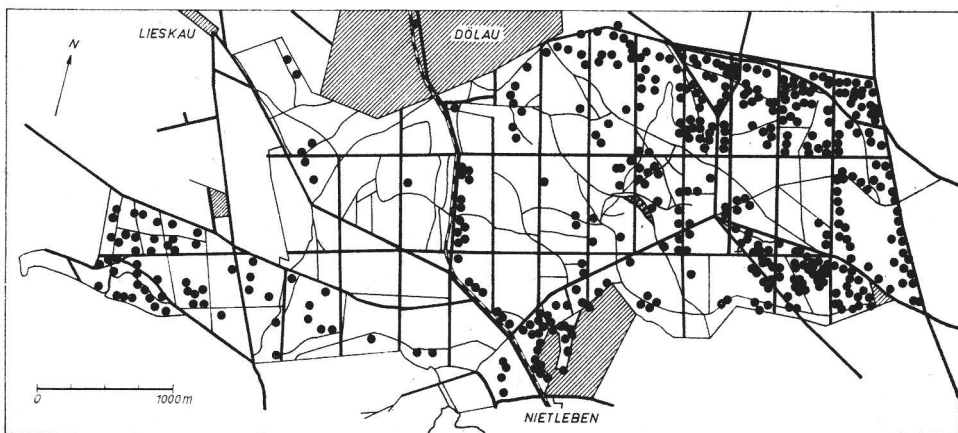 LIESKAU
DÖLAU
N
0 1000 m
NIETLEBEN